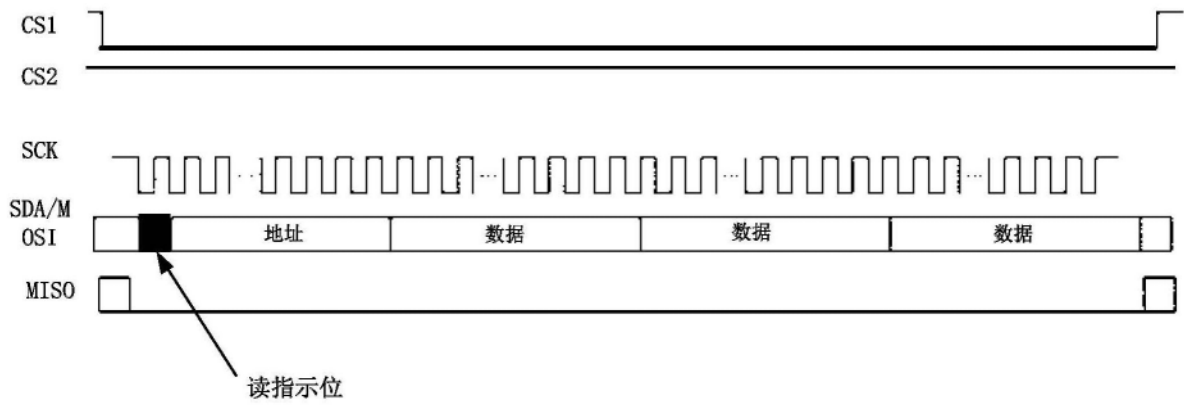 CS1
CS2
SCK
SDA/M
OSI
地址 数据 数据 数据
MISO
读指示位